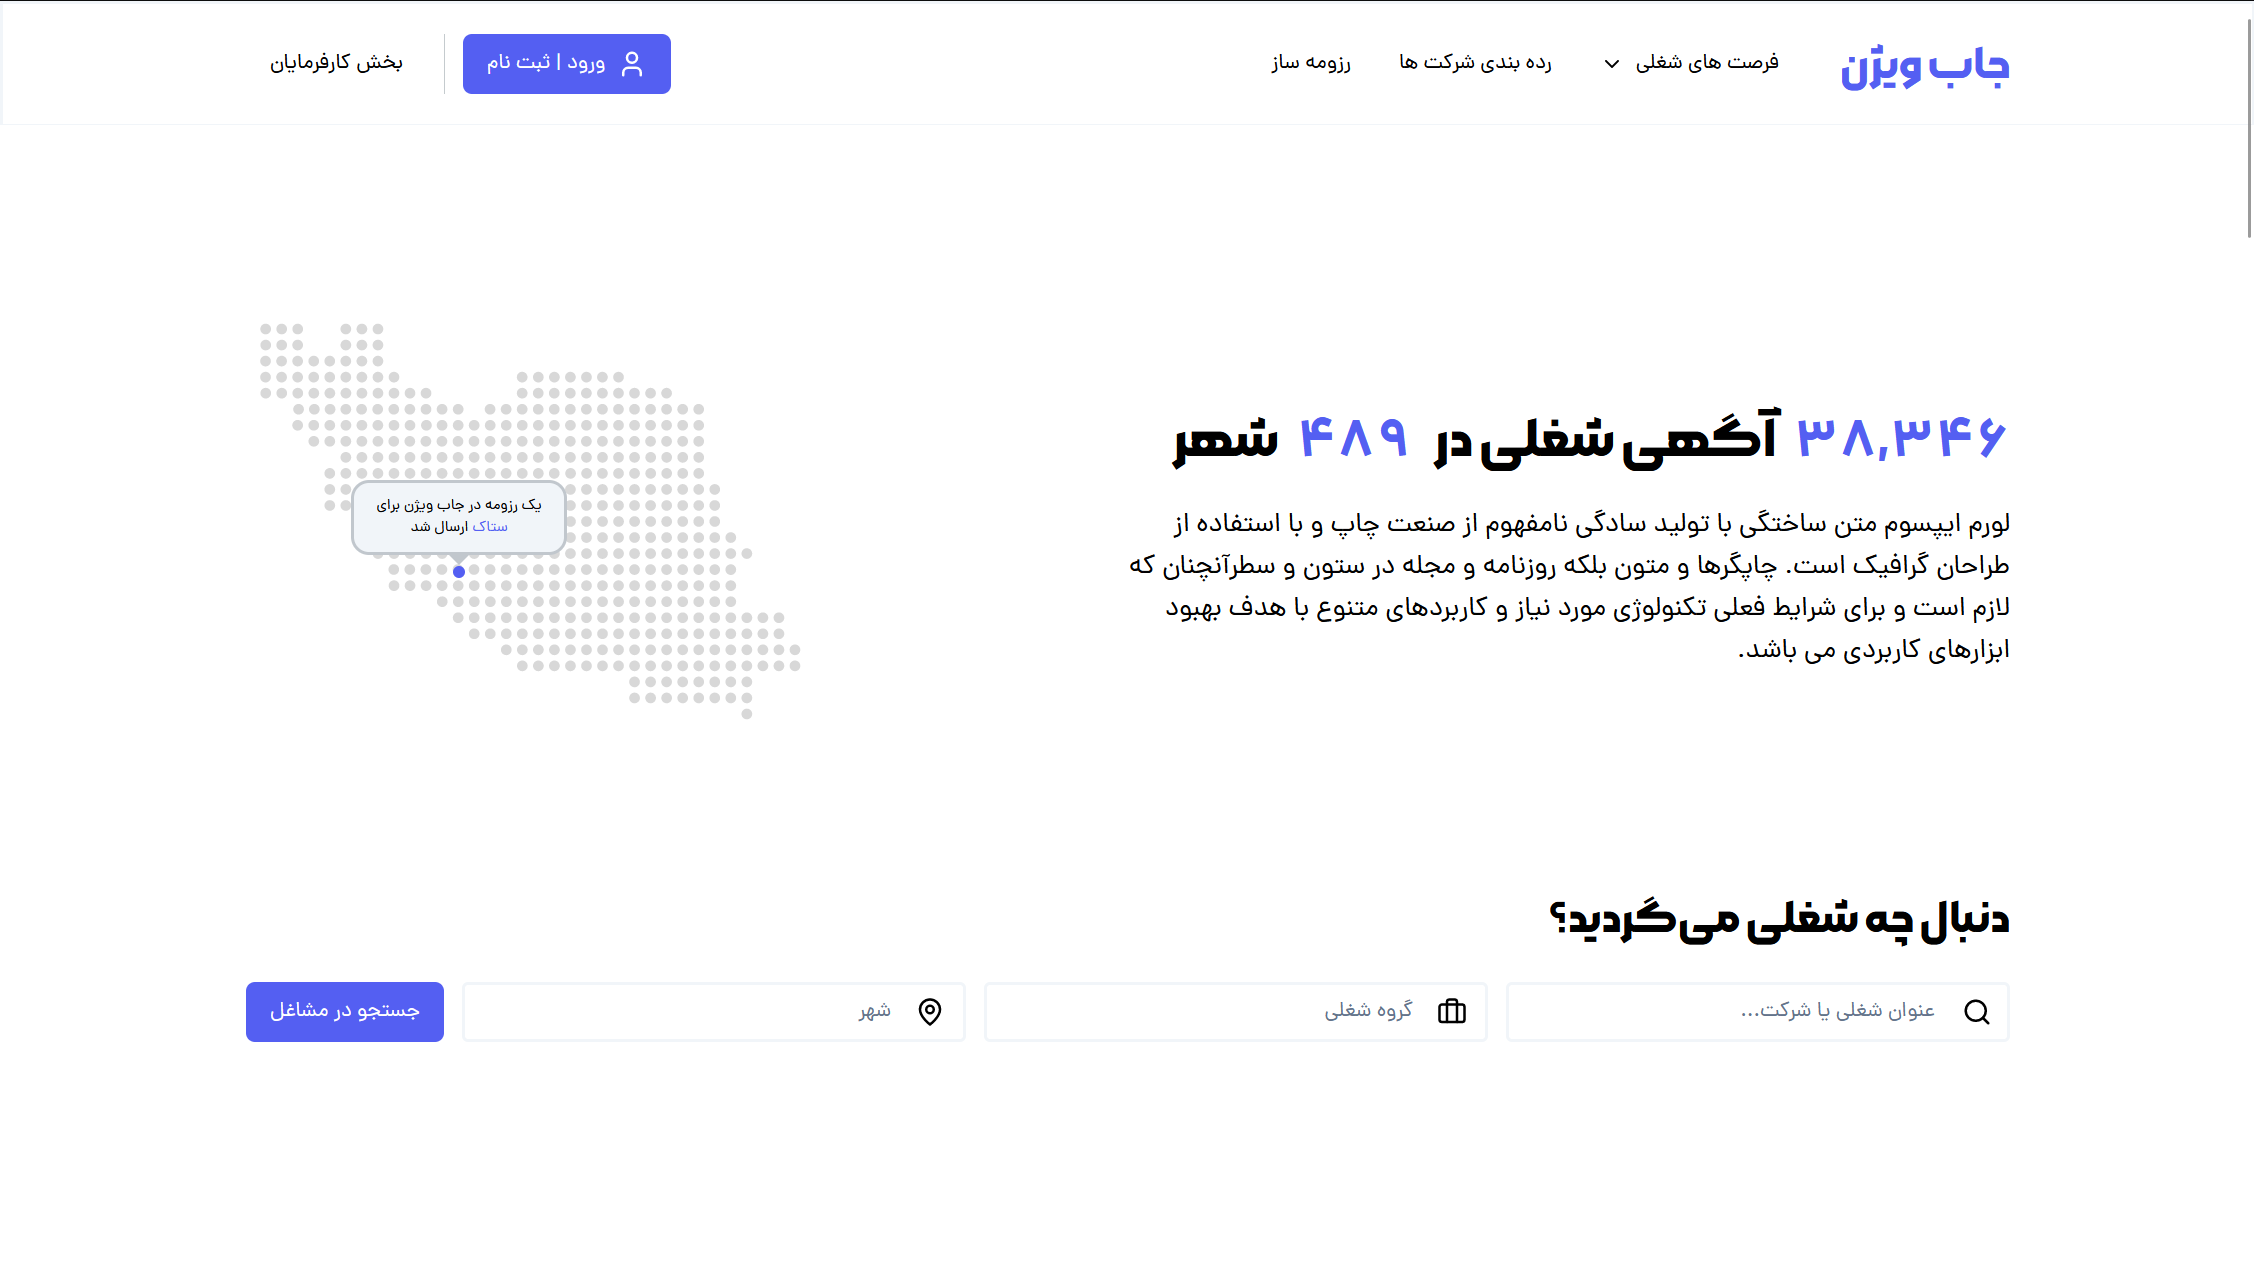 جاب ویژن
فرصت های شغلی
رده بندی شرکت ها
رزومه ساز
ورود | ثبت نام
بخش کارفرمایان
۳۸,۳۴۶ آگهی شغلی در ۴۸۹ شهر
لورم ایپسوم متن ساختگی با تولید سادگی نامفهوم از صنعت چاپ و با استفاده از
طراحان گرافیک است. چاپگرها و متون بلکه روزنامه و مجله در ستون و سطرآنچنان که
لازم است و برای شرایط فعلی تکنولوژی مورد نیاز و کاربردهای متنوع با هدف بهبود
ابزارهای کاربردی می باشد.
یک رزومه در جاب ویژن برای
ستاک ارسال شد
دنبال چه شغلی می‌گردید؟
عنوان شغلی یا شرکت...
گروه شغلی
شهر
جستجو در مشاغل